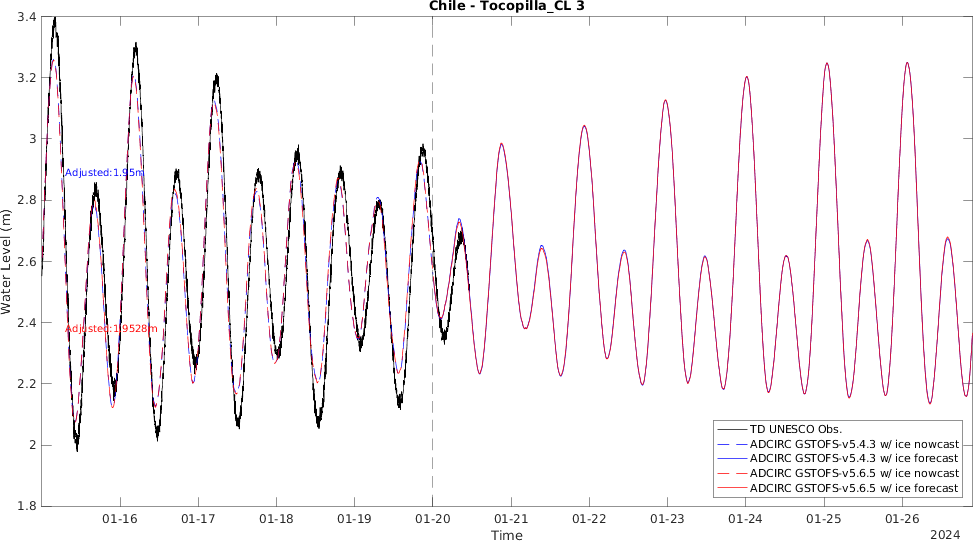 Chile - Tocopilla_CL 3
3.4
3.2
3
2.8
2.6
2.4
2.2
2
1.8
Water Level (m)
Adjusted:1.95m
Adjusted:1.9528m
TD UNESCO Obs.
ADCIRC GSTOFS-v5.4.3 w/ ice nowcast
ADCIRC GSTOFS-v5.4.3 w/ ice forecast
ADCIRC GSTOFS-v5.6.5 w/ ice nowcast
ADCIRC GSTOFS-v5.6.5 w/ ice forecast
01-16 01-17 01-18 01-19 01-20 01-21 01-22 01-23 01-24 01-25 01-26
Time
2024